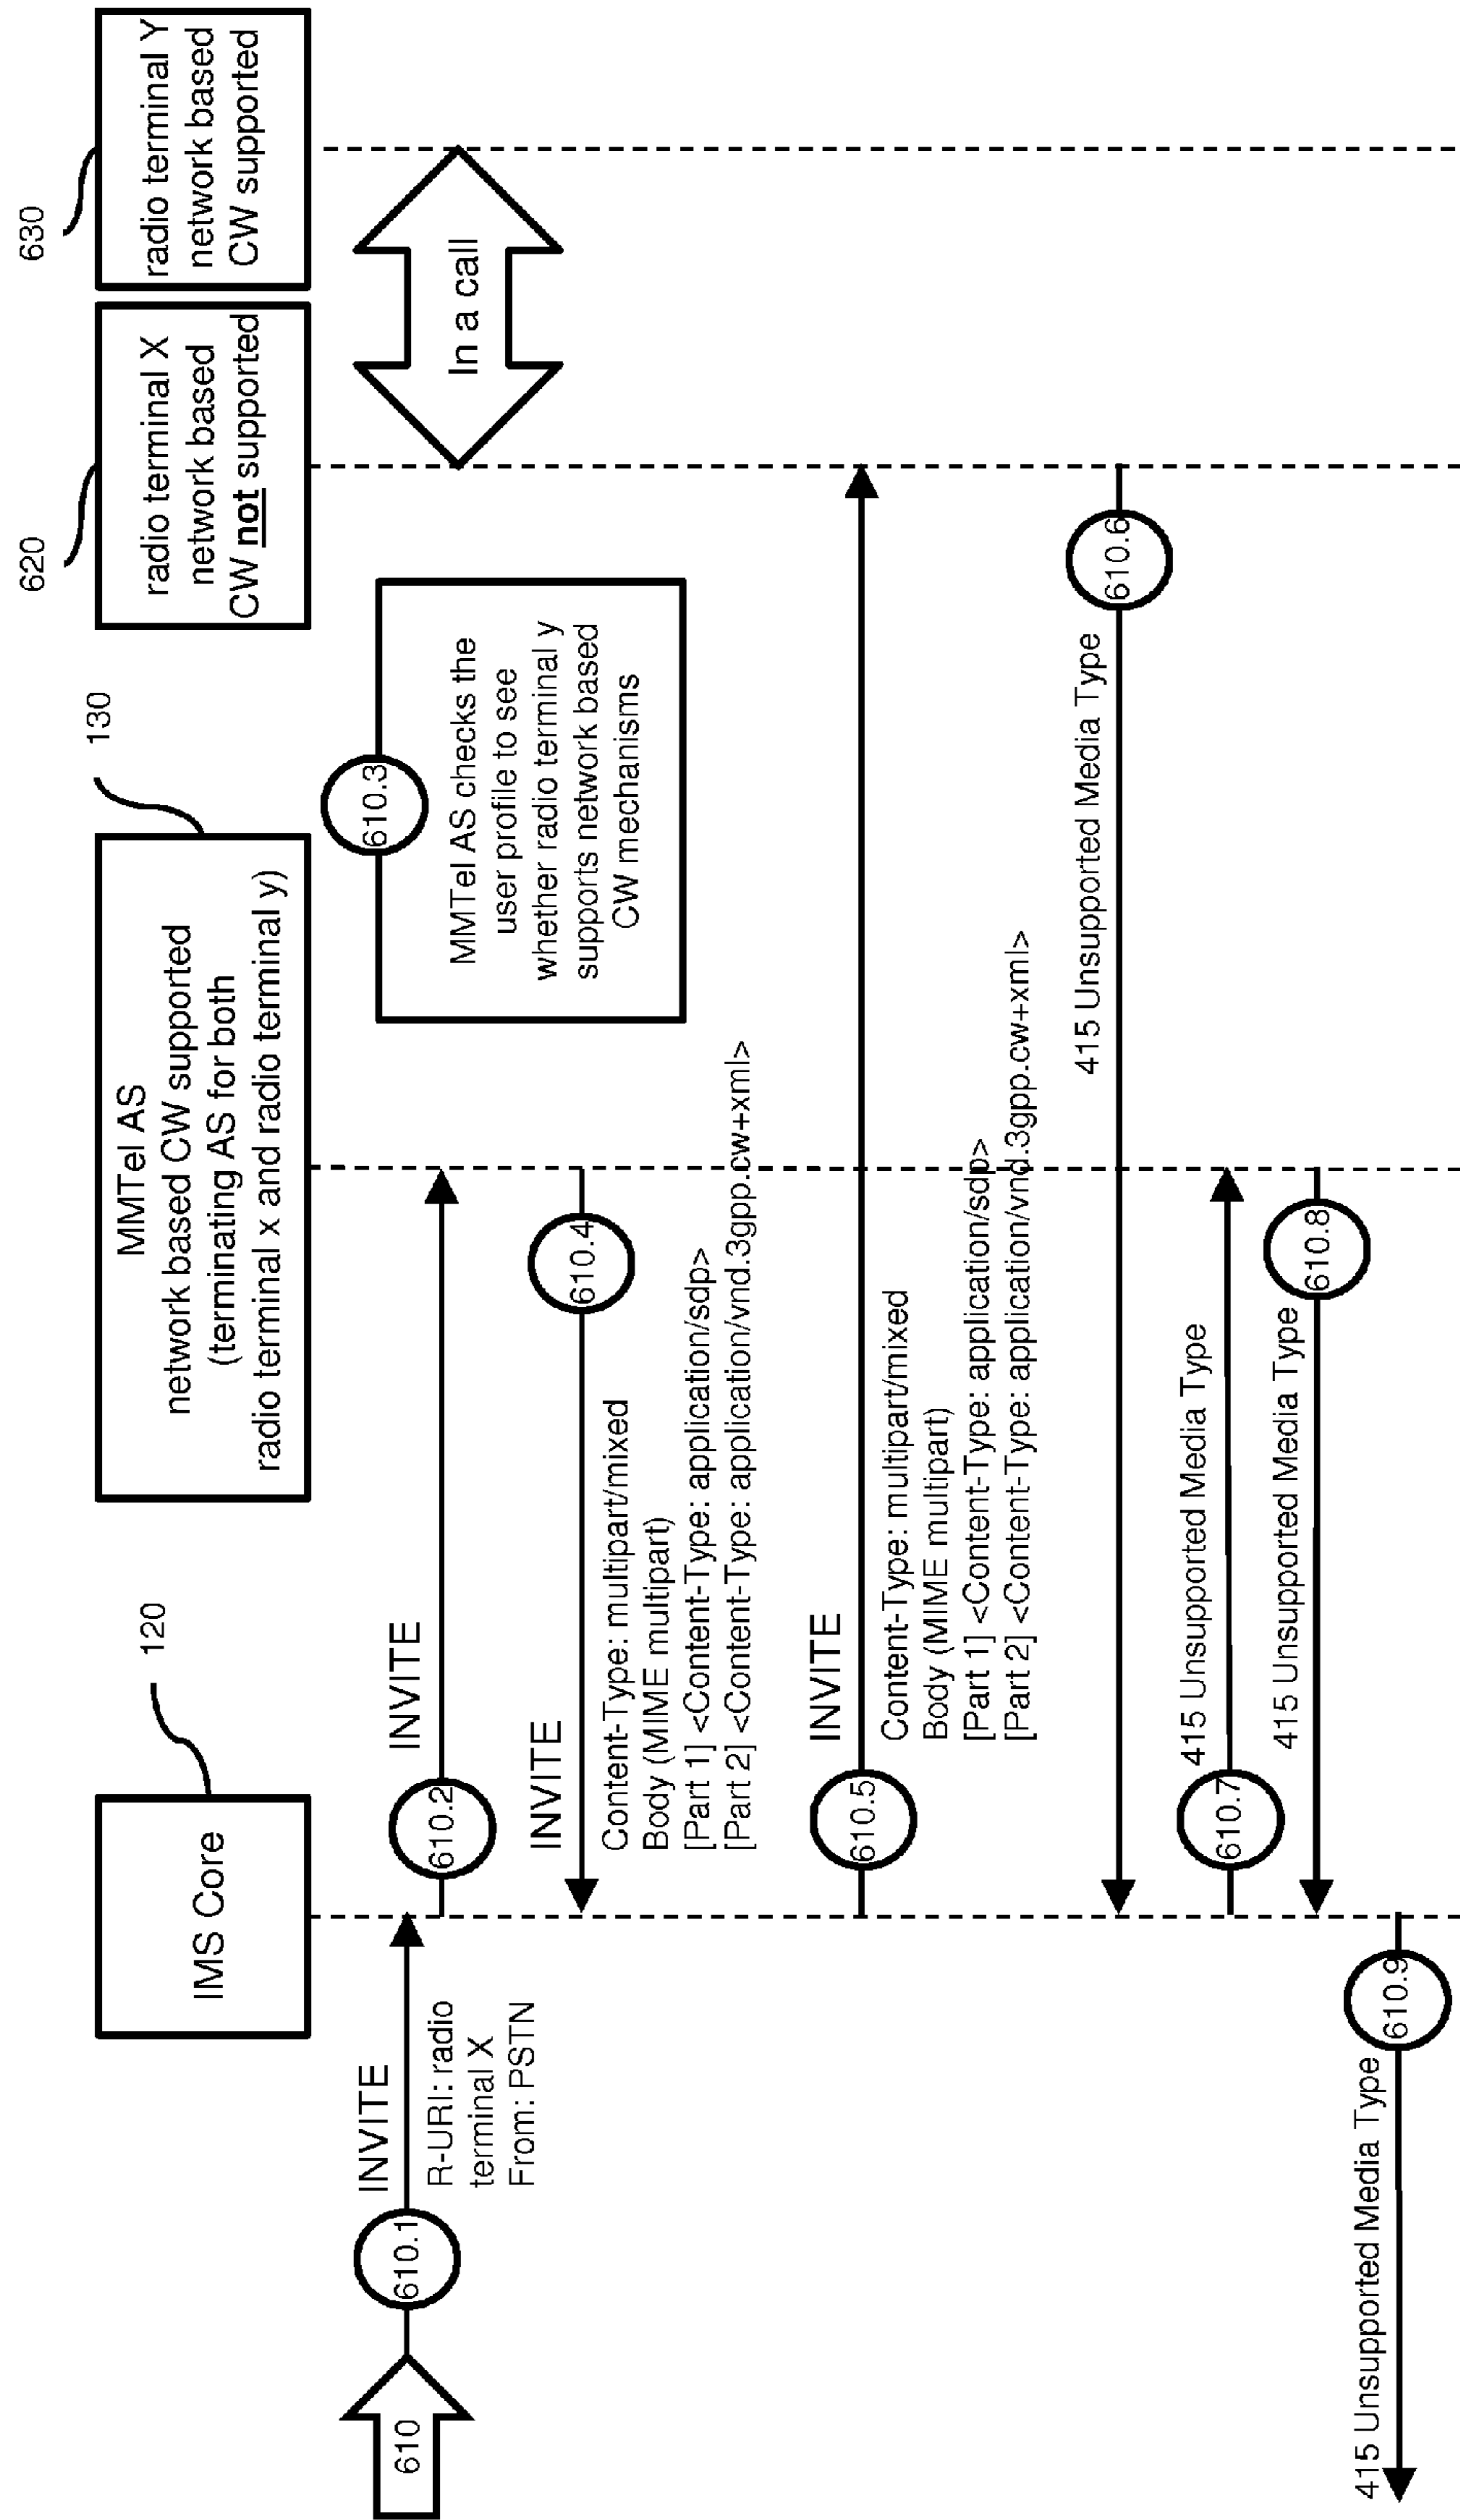 120
IMS Core
130
MMTel AS
network based CW supported
(terminating AS for both
radio terminal x and radio terminal y)
620
radio terminal X
network based
CW not supported
630
radio terminal Y
network based
CW supported
610
610.1
INVITE
R-URI: radio
terminal X
From: PSTN
610.2
INVITE
610.3
MMTel AS checks the
user profile to see
whether radio terminal y
supports network based
CW mechanisms
In a call
INVITE
610.4
Content-Type: multipart/mixed
Body (MIME multipart)
[Part 1] <Content-Type: application/sdp>
[Part 2] <Content-Type: application/vnd.3gpp.cw+xml>
610.5
INVITE
Content-Type: multipart/mixed
Body (MIME multipart)
[Part 1] <Content-Type: application/sdp>
[Part 2] <Content-Type: application/vnd.3gpp.cw+xml>
415 Unsupported Media Type
610.6
610.7
415 Unsupported Media Type
415 Unsupported Media Type
610.8
415 Unsupported Media Type
610.9